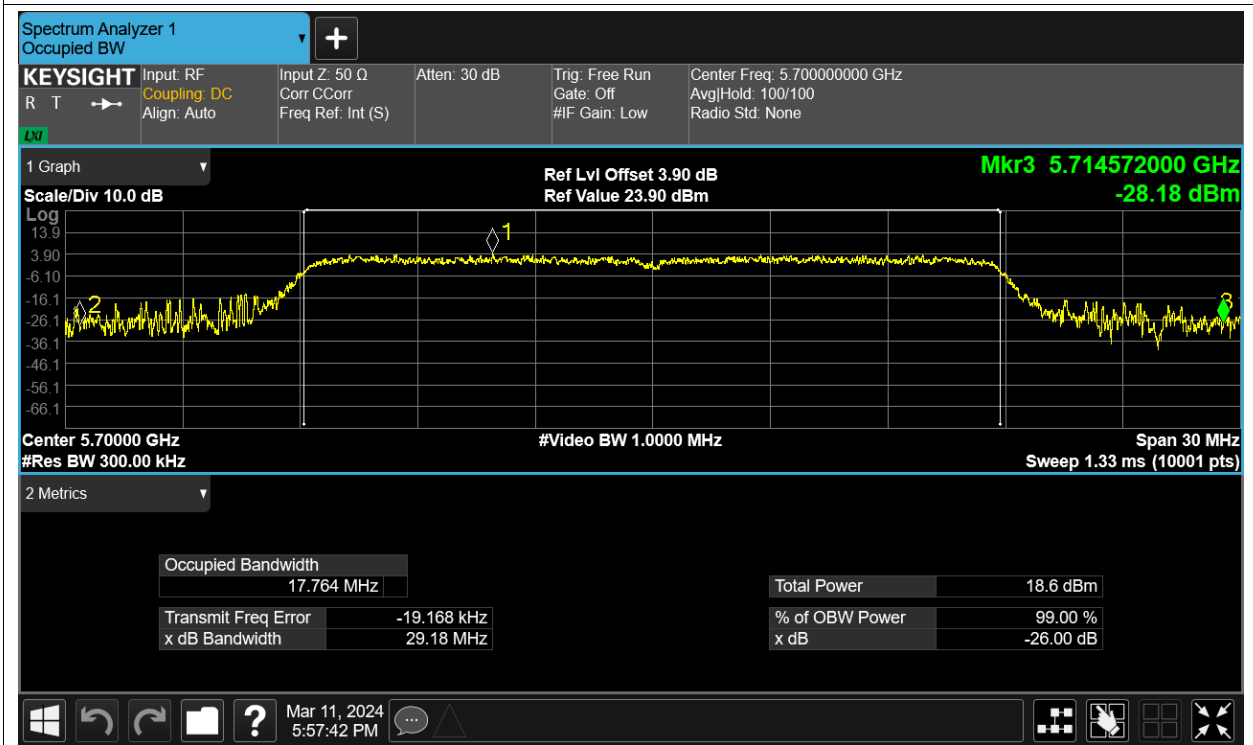 Spectrum Analyzer 1
Occupied BW
KEYSIGHT
R T
LXI
Input: RF
Coupling: DC
Align: Auto
Input Z: 50 Ω
Corr CCorr
Freq Ref: Int (S)
Atten: 30 dB
Trig: Free Run
Gate: Off
#IF Gain: Low
Center Freq: 5.700000000 GHz
Avg|Hold: 100/100
Radio Std: None
1 Graph
Scale/Div 10.0 dB
Ref Lvl Offset 3.90 dB
Ref Value 23.90 dBm
Mkr3 5.714572000 GHz
-28.18 dBm
Log
13.9
3.90
-6.10
-16.1
-26.1
-36.1
-46.1
-56.1
-66.1
1
2
3
Center 5.70000 GHz
#Res BW 300.00 kHz
#Video BW 1.0000 MHz
Span 30 MHz
Sweep 1.33 ms (10001 pts)
2 Metrics
Occupied Bandwidth
17.764 MHz
Transmit Freq Error -19.168 kHz
x dB Bandwidth 29.18 MHz
Total Power 18.6 dBm
% of OBW Power 99.00 %
x dB -26.00 dB
?
Mar 11, 2024
5:57:42 PM